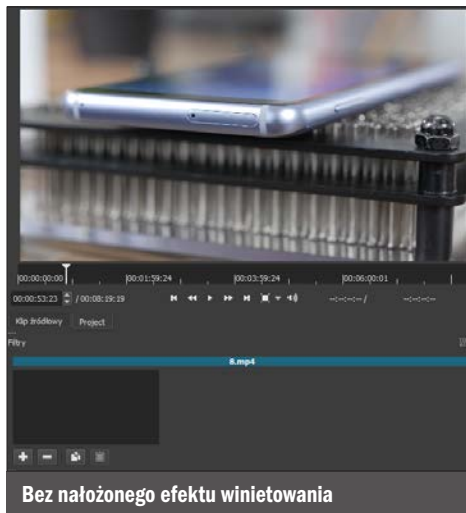 00:00:00:00 00:01:59:24 00:03:59:24 00:06:00:01
00:00:53:23 / 00:08:19:19 --:--:--:-- / --:--:--:--
Klip źródłowy Project
Filtry
8.mp4
Bez nałożonego efektu winietowania